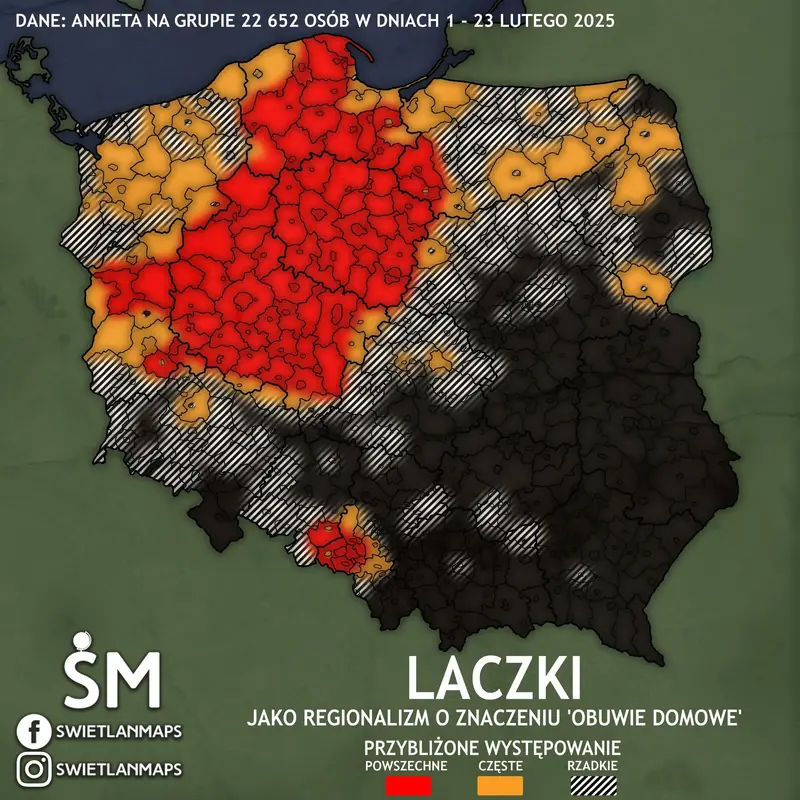 DANE: ANKIETA NA GRUPIE 22 652 OSÓB W DNIACH 1 - 23 LUTEGO 2025
ŚM
SWIETLANMAPS
SWIETLANMAPS
LACZKI
JAKO REGIONALIZM O ZNACZENIU 'OBUWIE DOMOWE'
PRZYBLIŻONE WYSTĘPOWANIE
POWSZECHNE CZĘSTE RZADKIE